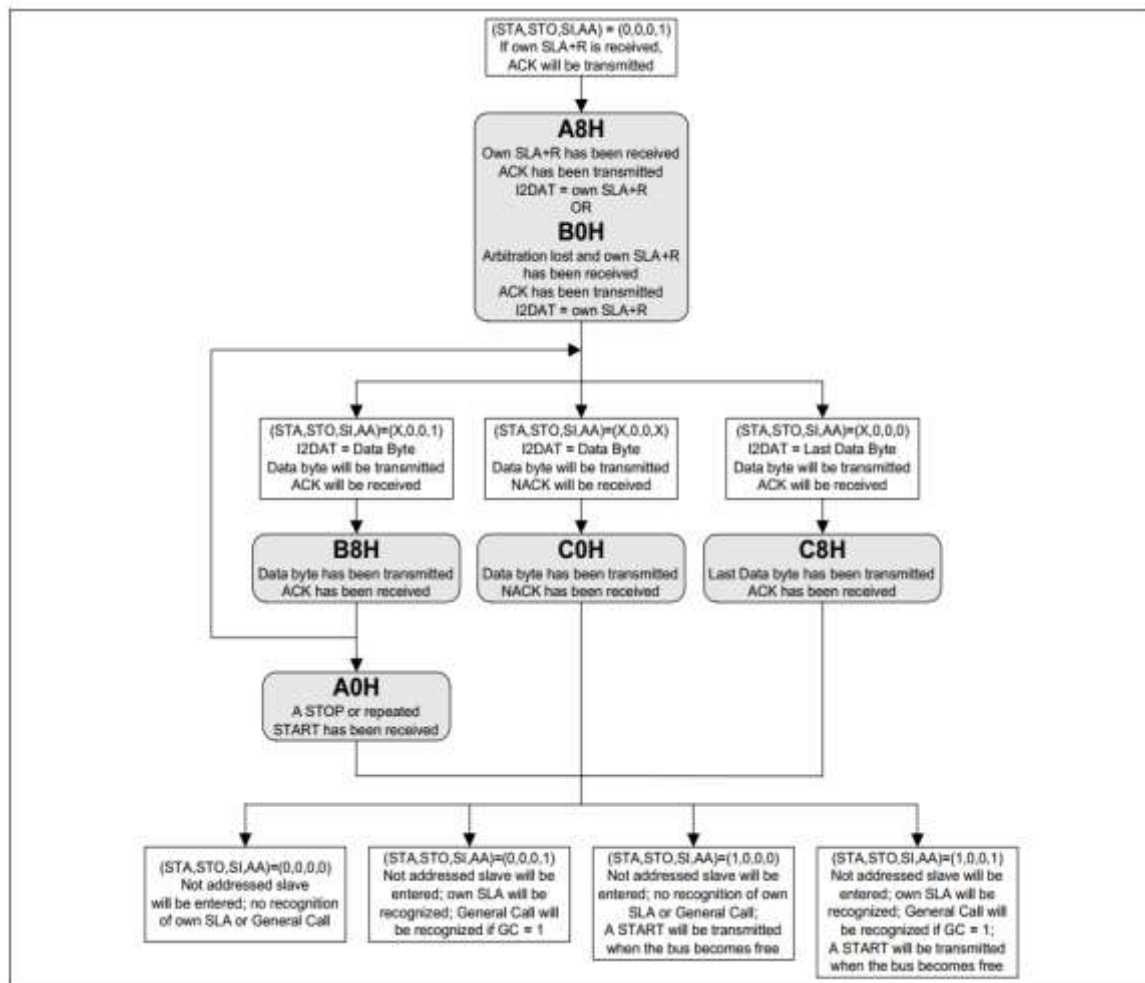 (STA,STO,SI,AA) = (0,0,0,1)
If own SLA+R is received,
ACK will be transmitted
A8H
Own SLA+R has been received
ACK has been transmitted
I2DAT = own SLA+R
OR
B0H
Arbitration lost and own SLA+R
has been received
ACK has been transmitted
I2DAT = own SLA+R
(STA,STO,SI,AA)=(X,0,0,1)
I2DAT = Data Byte
Data byte will be transmitted
ACK will be received
(STA,STO,SI,AA)=(X,0,0,X)
I2DAT = Data Byte
Data byte will be transmitted
NACK will be received
(STA,STO,SI,AA)=(X,0,0,0)
I2DAT = Last Data Byte
Data byte will be transmitted
ACK will be received
B8H
Data byte has been transmitted
ACK has been received
C0H
Data byte has been transmitted
NACK has been received
C8H
Last Data byte has been transmitted
ACK has been received
A0H
A STOP or repeated
START has been received
(STA,STO,SI,AA)=(0,0,0,0)
Not addressed slave
will be entered; no recognition
of own SLA or General Call
(STA,STO,SI,AA)=(0,0,0,1)
Not addressed slave will be
entered; own SLA will be
recognized; General Call will
be recognized if GC = 1
(STA,STO,SI,AA)=(1,0,0,0)
Not addressed slave will be
entered; no recognition of own
SLA or General Call;
A START will be transmitted
when the bus becomes free
(STA,STO,SI,AA)=(1,0,0,1)
Not addressed slave will be
entered; own SLA will be
recognized; General Call will
be recognized if GC = 1;
A START will be transmitted
when the bus becomes free